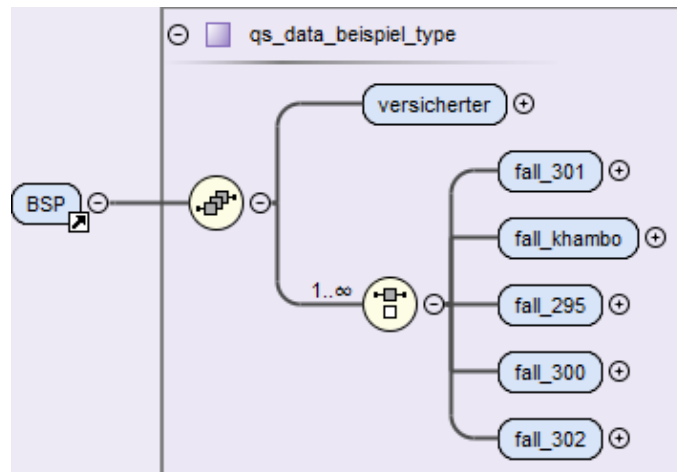 qs_data_beispiel_type
versicherter
BSP
fall_301
fall_khambo
1..∞
fall_295
fall_300
fall_302